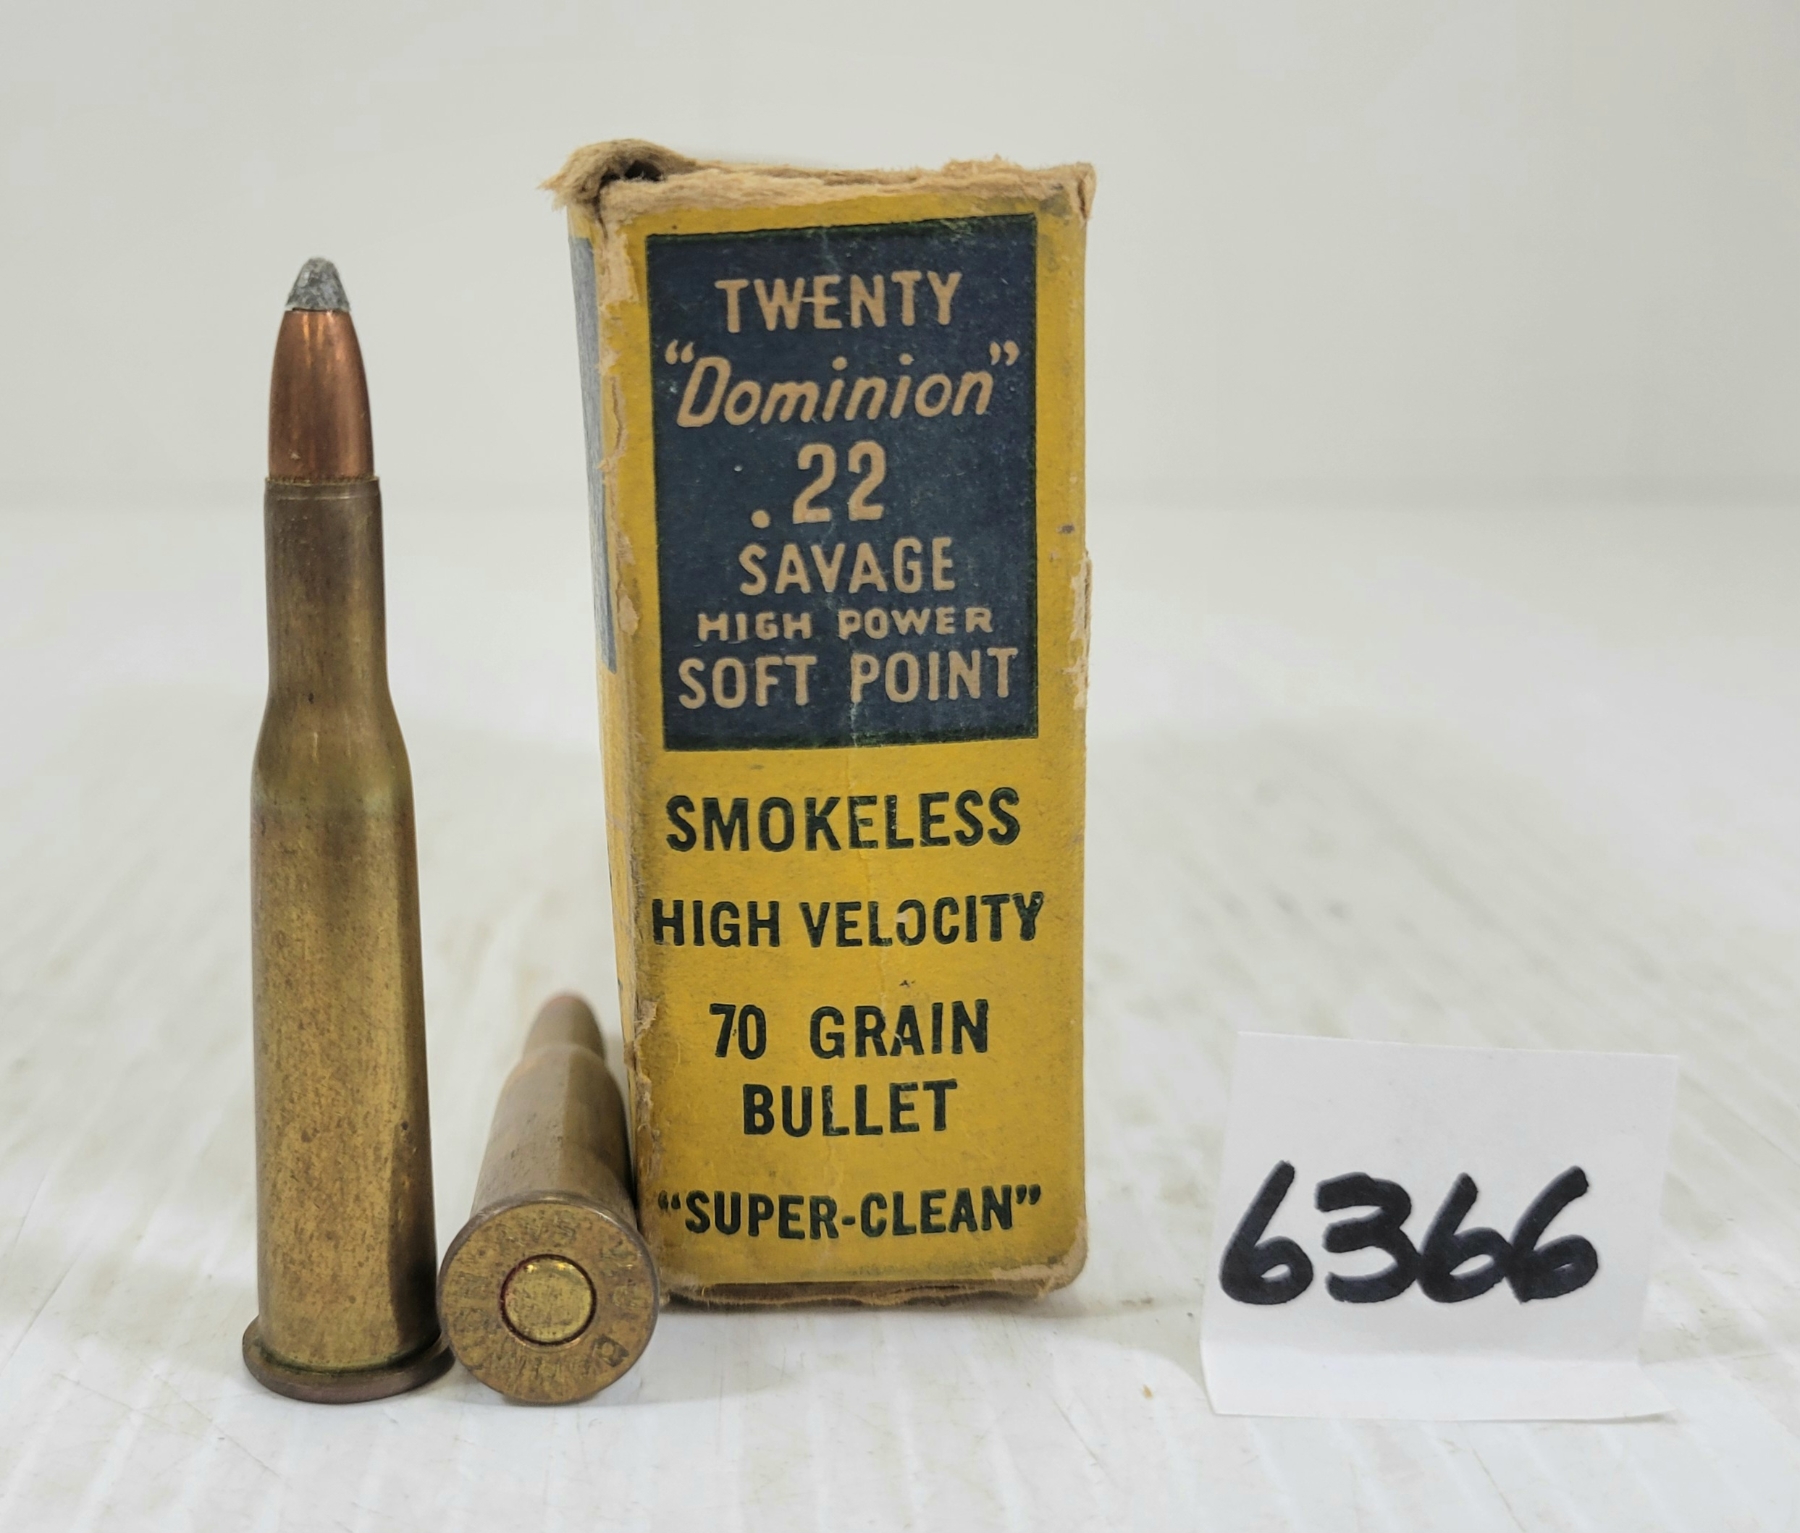 TWENTY
"Dominion"
.22
SAVAGE
HIGH POWER
SOFT POINT
SMOKELESS
HIGH VELOCITY
70 GRAIN
BULLET
"SUPER-CLEAN"
6366